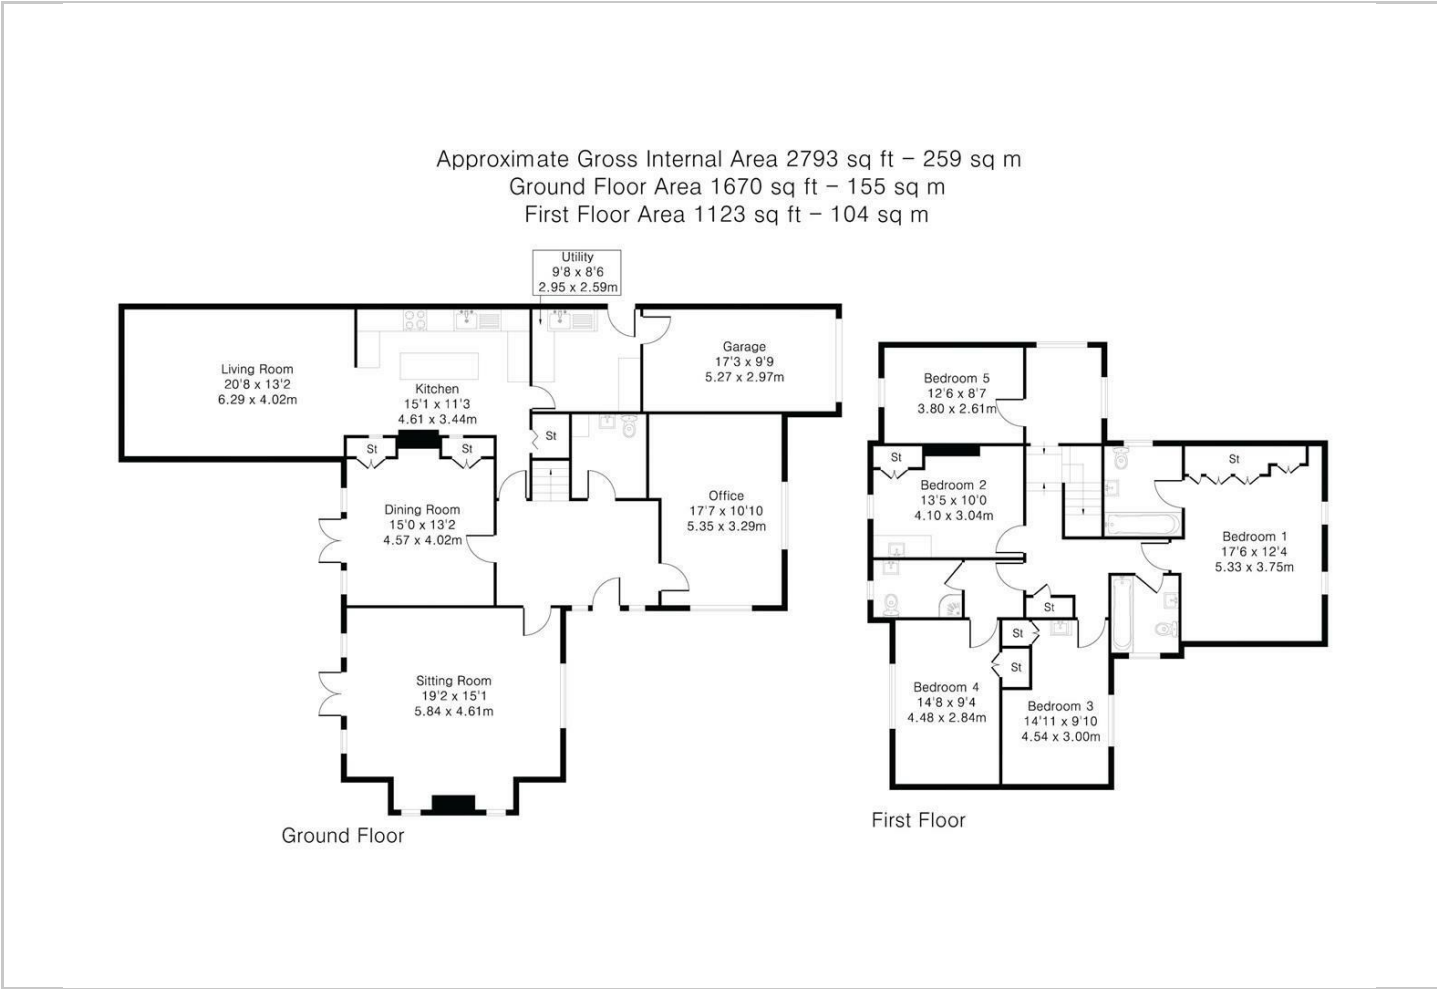 Approximate Gross Internal Area 2793 sq ft – 259 sq m
Ground Floor Area 1670 sq ft – 155 sq m
First Floor Area 1123 sq ft – 104 sq m
Utility
9'8 x 8'6
2.95 x 2.59m
Living Room
20'8 x 13'2
6.29 x 4.02m
Kitchen
15'1 x 11'3
4.61 x 3.44m
Garage
17'3 x 9'9
5.27 x 2.97m
St
St
St
Dining Room
15'0 x 13'2
4.57 x 4.02m
Office
17'7 x 10'10
5.35 x 3.29m
Sitting Room
19'2 x 15'1
5.84 x 4.61m
Ground Floor
Bedroom 5
12'6 x 8'7
3.80 x 2.61m
St
Bedroom 2
13'5 x 10'0
4.10 x 3.04m
St
Bedroom 1
17'6 x 12'4
5.33 x 3.75m
St
St
St
Bedroom 4
14'8 x 9'4
4.48 x 2.84m
Bedroom 3
14'11 x 9'10
4.54 x 3.00m
First Floor